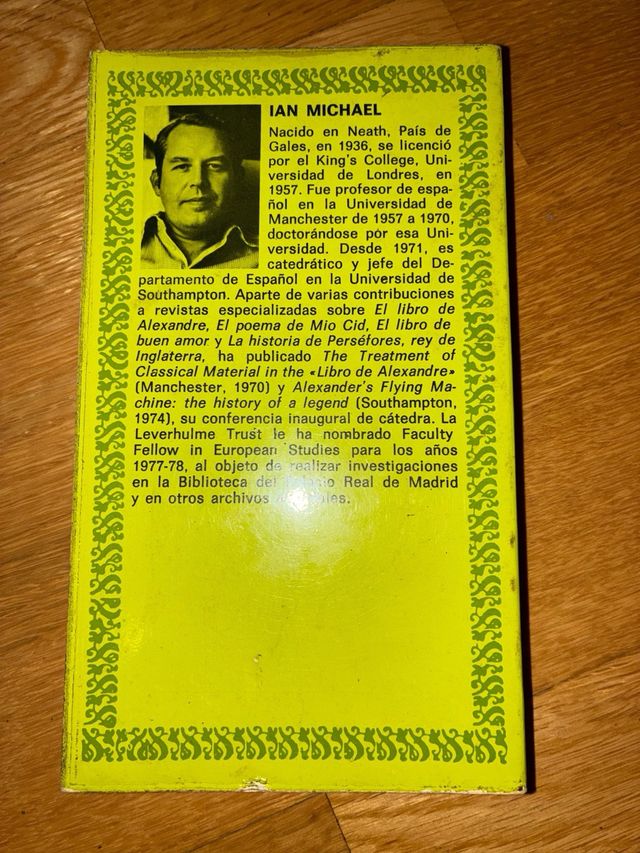 IAN MICHAEL
Nacido en Neath, País de
Gales, en 1936, se licenció
por el King's College, Uni-
versidad de Londres, en
1957. Fue profesor de espa-
ñol en la Universidad de
Manchester de 1957 a 1970,
doctorándose por esa Uni-
versidad. Desde 1971, es
catedrático y jefe del De-
partamento de Español en la Universidad de
Southampton. Aparte de varias contribuciones
a revistas especializadas sobre El libro de
Alexandre, El poema de Mio Cid, El libro de
buen amor y La historia de Perséfores, rey de
Inglaterra, ha publicado The Treatment of
Classical Material in the «Libro de Alexandre»
(Manchester, 1970) y Alexander's Flying Ma-
chine: the history of a legend (Southampton,
1974), su conferencia inaugural de cátedra. La
Leverhulme Trust le ha nombrado Faculty
Fellow in European Studies para los años
1977-78, al objeto de realizar investigaciones
en la Biblioteca del Palacio Real de Madrid
y en otros archivos